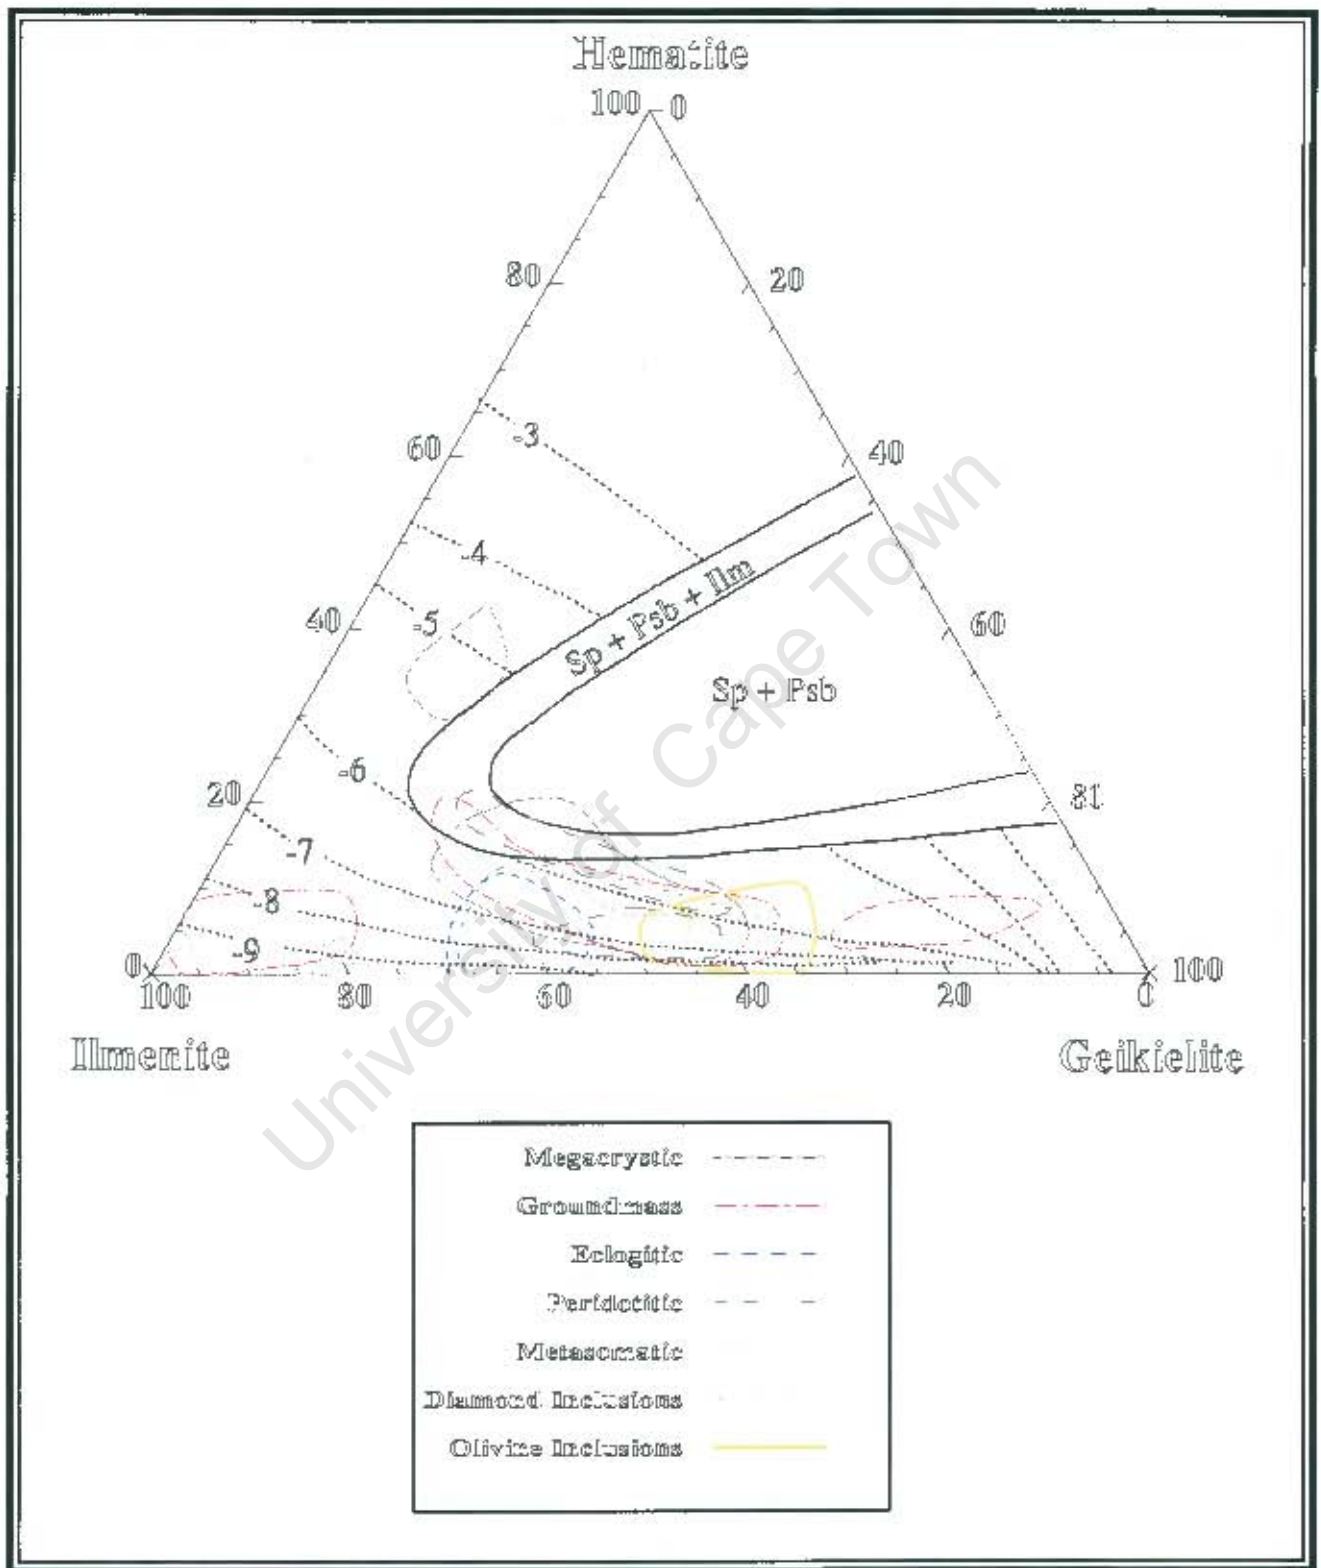 Hematite
100 0
80 20
-3
60 40
-4
Sp + Psb + Ilm
-5
40 60
Sp + Psb
-6
20 81
-7
-8
-9
0 100
100 80 60 40 20 0
Ilmenite Geikielite
University of Cape Town
Megacrystic
Groundmass
Eclogitic
Peridotitic
Metasomatic
Diamond Inclusions
Olivine Inclusions